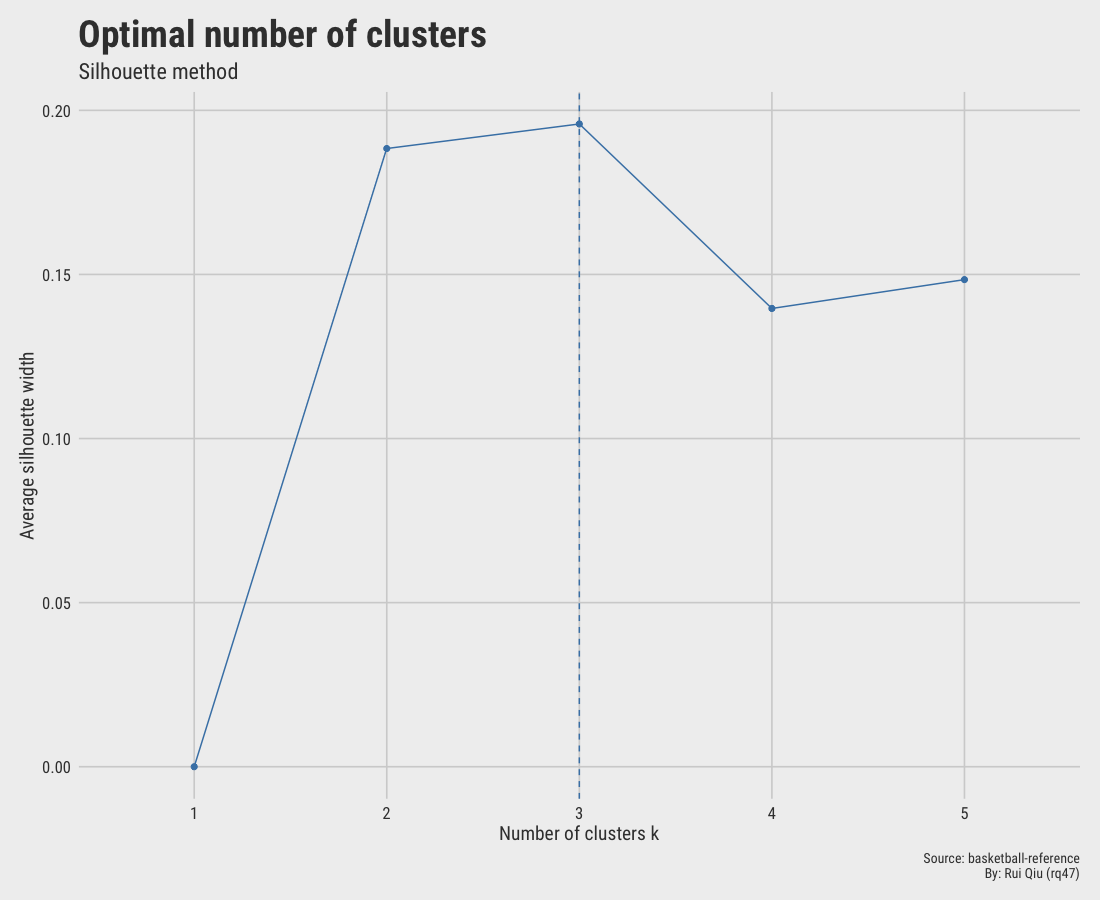 Optimal number of clusters
Silhouette method
0.20
0.15
0.10
0.05
0.00
Average silhouette width
1 2 3 4 5
Number of clusters k
Source: basketball-reference
By: Rui Qiu (rq47)